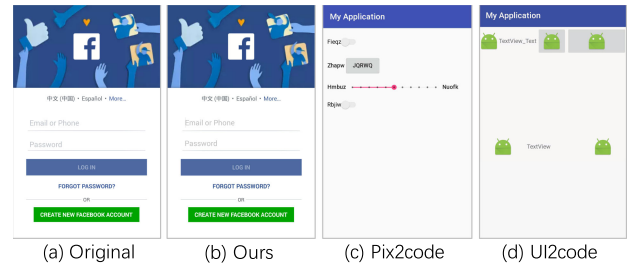 f
中文 (中国) • Español • More...
Email or Phone
Password
LOG IN
FORGOT PASSWORD?
OR
CREATE NEW FACEBOOK ACCOUNT
(a) Original
f
中文 (中国) • Español • More...
Email or Phone
Password
LOG IN
FORGOT PASSWORD?
OR
CREATE NEW FACEBOOK ACCOUNT
(b) Ours
My Application
Fieqz
Zhapw JQRWQ
Hmbuz Nuofk
Rbjiw
(c) Pix2code
My Application
TextView_Text
TextView
(d) UI2code